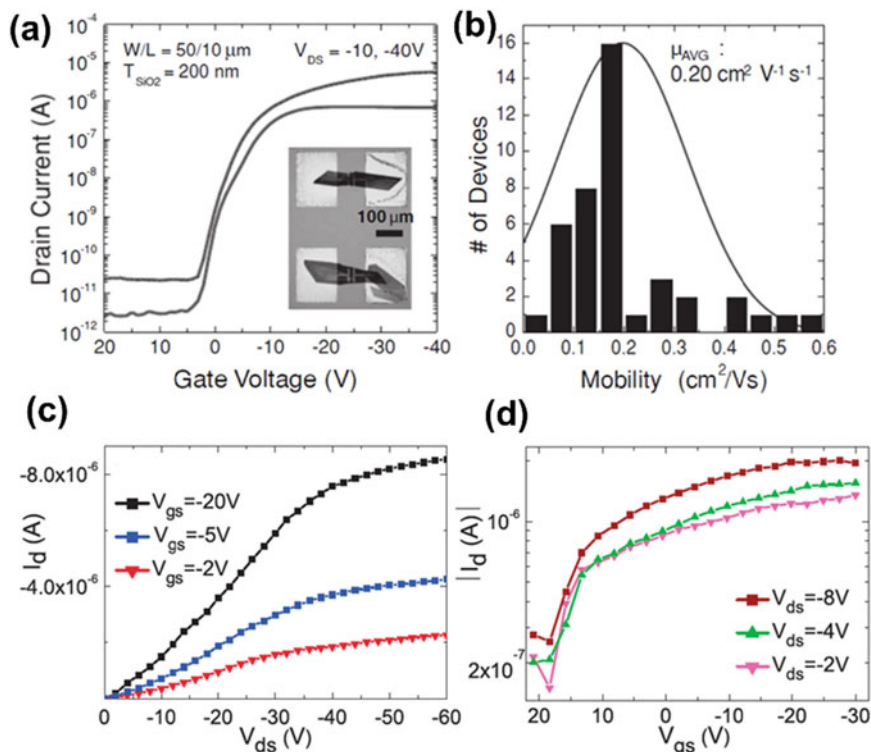 (a)
W/L = 50/10 μm
T_SiO2 = 200 nm
V_DS = -10, -40V
10⁻⁴
10⁻⁵
10⁻⁶
10⁻⁷
10⁻⁸
10⁻⁹
10⁻¹⁰
10⁻¹¹
10⁻¹²
Drain Current (A)
100 μm
20 10 0 -10 -20 -30 -40
Gate Voltage (V)
(b)
μ_AVG :
0.20 cm² V⁻¹ s⁻¹
16
14
12
10
8
6
4
2
0
# of Devices
0.0 0.1 0.2 0.3 0.4 0.5 0.6
Mobility (cm²/Vs)
(c)
-8.0x10⁻⁶
-4.0x10⁻⁶
I_d (A)
V_gs=-20V
V_gs=-5V
V_gs=-2V
-0 -10 -20 -30 -40 -50 -60
V_ds (V)
(d)
|I_d (A)|
10⁻⁶
2x10⁻⁷
V_ds=-8V
V_ds=-4V
V_ds=-2V
20 10 0 -10 -20 -30
V_gs (V)